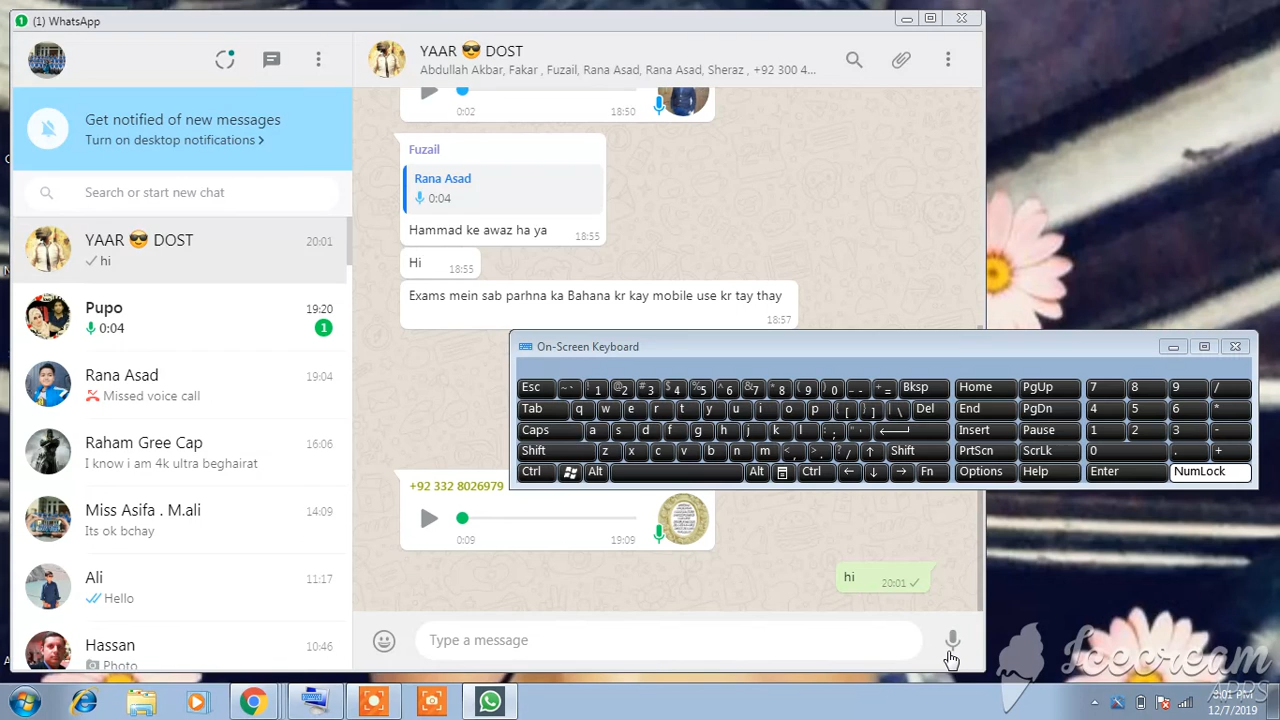 (1) WhatsApp
YAAR 😎 DOST
Abdullah Akbar, Fakar , Fuzail, Rana Asad, Rana Asad, Sheraz , +92 300 4...
Get notified of new messages
Turn on desktop notifications >
Search or start new chat
YAAR 😎 DOST 20:01
hi
Pupo 19:20
0:04 1
Rana Asad 19:04
Missed voice call
Raham Gree Cap 16:06
I know i am 4k ultra beghairat
Miss Asifa . M.ali 14:09
Its ok bchay
Ali 11:17
Hello
Hassan 10:46
Photo
0:02 18:50
Fuzail
Rana Asad
0:04
Hammad ke awaz ha ya 18:55
Hi 18:55
Exams mein sab parhna ka Bahana kr kay mobile use kr tay thay
18:57
+92 332 8026979
0:09 19:09
hi 20:01
Type a message
On-Screen Keyboard
Esc ~ ` ! 1 @ 2 # 3 $ 4 % 5 ^ 6 & 7 * 8 ( 9 ) 0 _ - + = Bksp Home PgUp 7 8 9 /
Tab q w e r t y u i o p { [ } ] | \ Del End PgDn 4 5 6 *
Caps a s d f g h j k l : ; " ' Insert Pause 1 2 3 -
Shift z x c v b n m < , > . ? / ↑ Shift PrtScn ScrLk 0 . +
Ctrl Alt Alt Ctrl ← ↓ → Fn Options Help Enter NumLock
Icecream
APPS
8:01 PM
12/7/2019